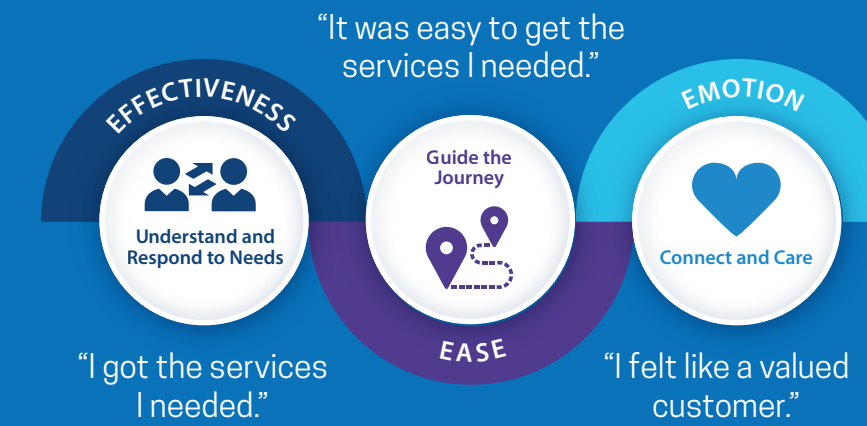 EFFECTIVENESS
Understand and
Respond to Needs
“I got the services
I needed.”
“It was easy to get the
services I needed.”
Guide the
Journey
EASE
EMOTION
Connect and Care
“I felt like a valued
customer.”